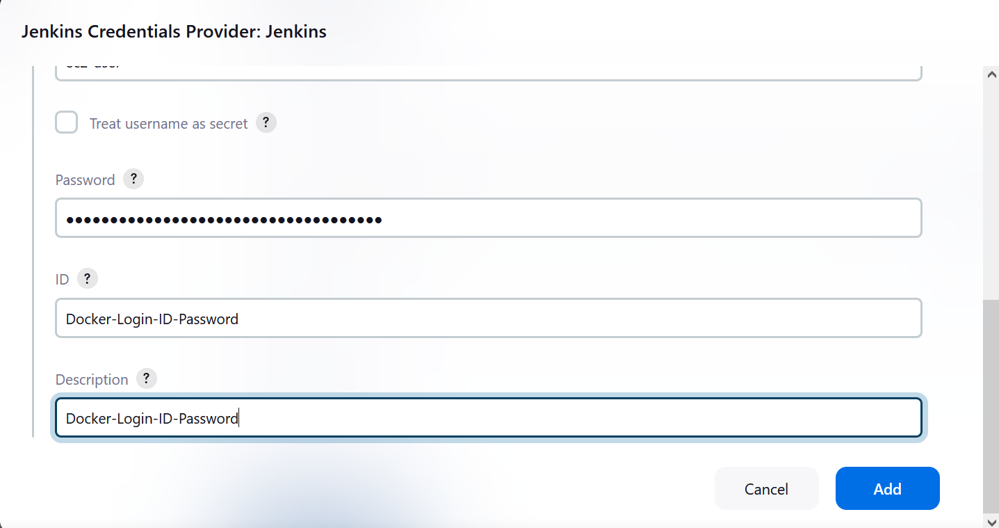 Jenkins Credentials Provider: Jenkins
Treat username as secret ?
Password ?
••••••••••••••••••••••••••••••••••••
ID ?
Docker-Login-ID-Password
Description ?
Docker-Login-ID-Password
Cancel Add